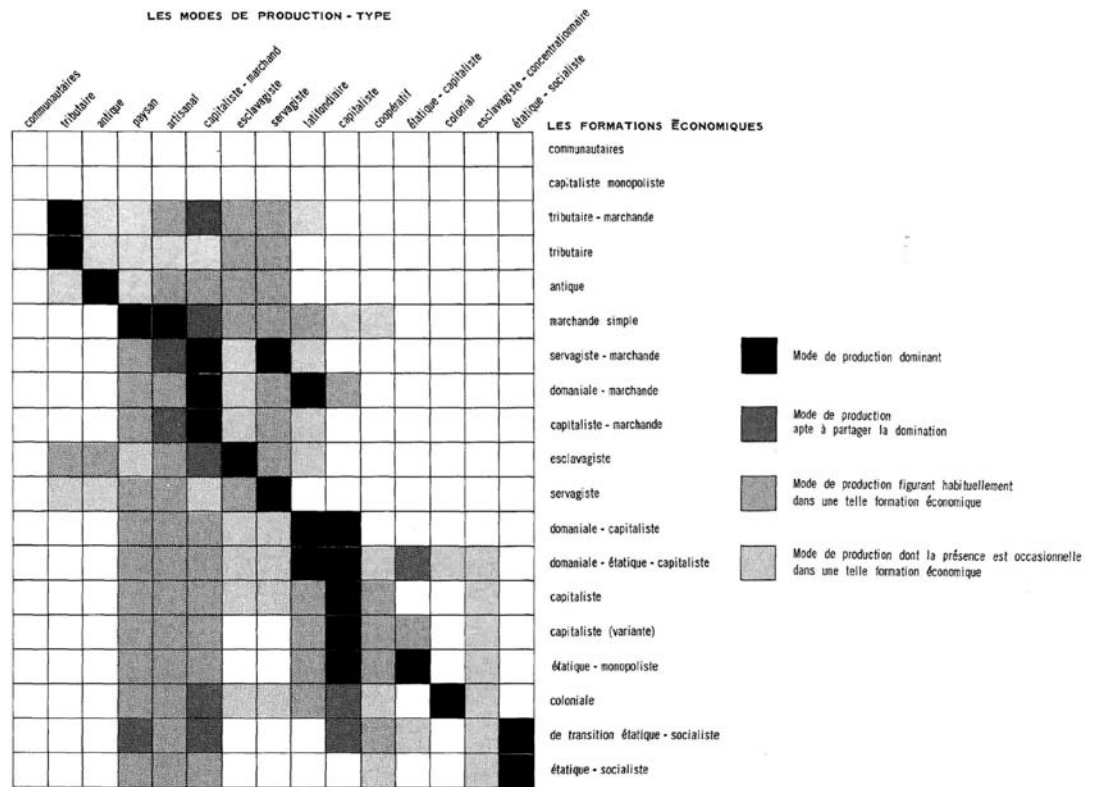 LES MODES DE PRODUCTION - TYPE
communautaires
tributaire
antique
paysan
artisanal
capitaliste - marchand
esclavagiste
servagiste
latifondiaire
capitaliste
coopératif
étatique - capitaliste
colonial
esclavagiste - concentrationnaire
étatique - socialiste
LES FORMATIONS ÉCONOMIQUES
communautaires
capitaliste monopoliste
tributaire - marchande
tributaire
antique
marchande simple
servagiste - marchande
domaniale - marchande
capitaliste - marchande
esclavagiste
servagiste
domaniale - capitaliste
domaniale - étatique - capitaliste
capitaliste
capitaliste (variante)
étatique - monopoliste
coloniale
de transition étatique - socialiste
étatique - socialiste
Mode de production dominant
Mode de production
apte à partager la domination
Mode de production figurant habituellement
dans une telle formation économique
Mode de production dont la présence est occasionnelle
dans une telle formation économique